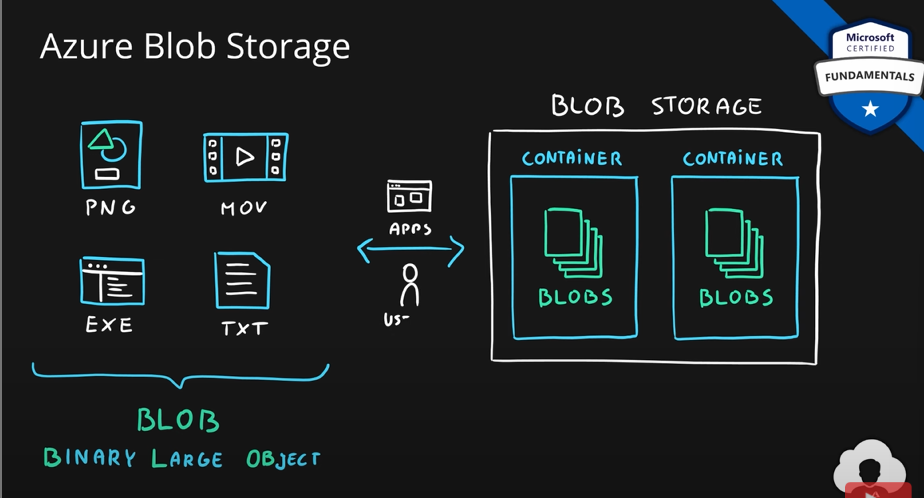 Azure Blob Storage
Microsoft
CERTIFIED
FUNDAMENTALS
PNG
MOV
EXE
TXT
BLOB
BINARY LARGE OBJECT
APPS
US
BLOB STORAGE
CONTAINER
CONTAINER
BLOBS
BLOBS